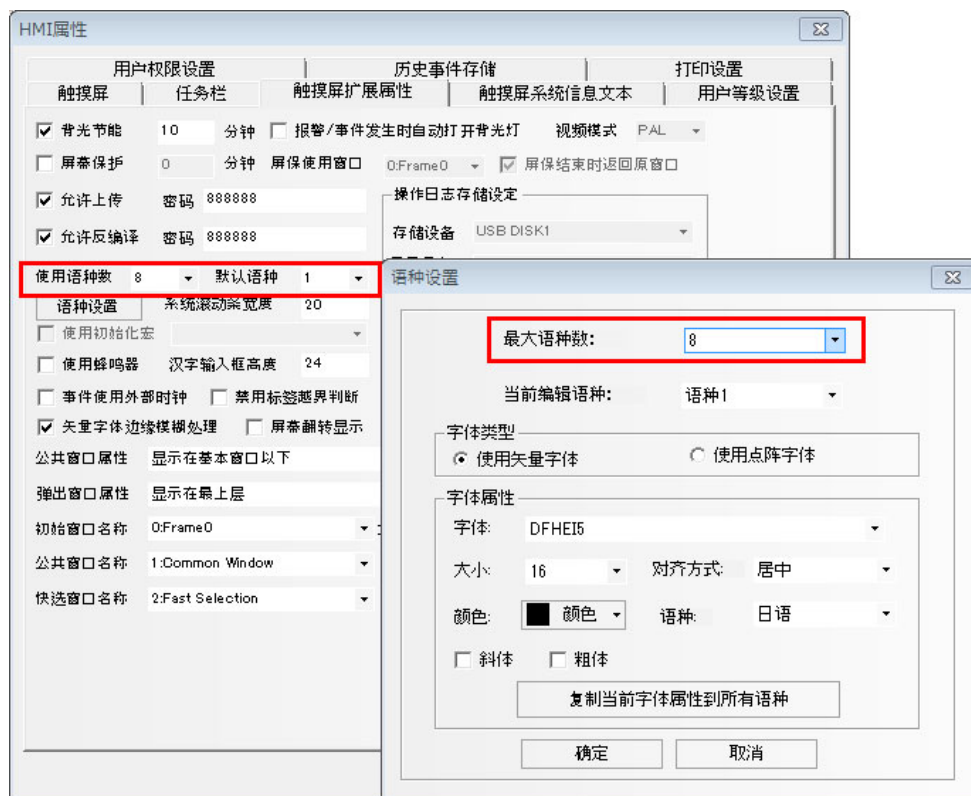 HMI属性
用户权限设置 历史事件存储 打印设置
触摸屏 任务栏 触摸屏扩展属性 触摸屏系统信息文本 用户等级设置
背光节能 10 分钟 报警/事件发生时自动打开背光灯 视频模式 PAL
屏幕保护 0 分钟 屏保使用窗口 0:Frame0 屏保结束时返回原窗口
允许上传 密码 888888 操作日志存储设定
允许反编译 密码 888888 存储设备 USB DISK1
使用语种数 8 默认语种 1
语种设置 系统滚动条宽度 20
使用初始化宏
使用蜂鸣器 汉字输入框高度 24
事件使用外部时钟 禁用标签越界判断
矢量字体边缘模糊处理 屏幕翻转显示
公共窗口属性 显示在基本窗口以下
弹出窗口属性 显示在最上层
初始窗口名称 0:Frame0
公共窗口名称 1:Common Window
快选窗口名称 2:Fast Selection
语种设置
最大语种数: 8
当前编辑语种: 语种1
字体类型
使用矢量字体 使用点阵字体
字体属性
字体: DFHEI5
大小: 16 对齐方式: 居中
颜色: 颜色 语种: 日语
斜体 粗体
复制当前字体属性到所有语种
确定 取消